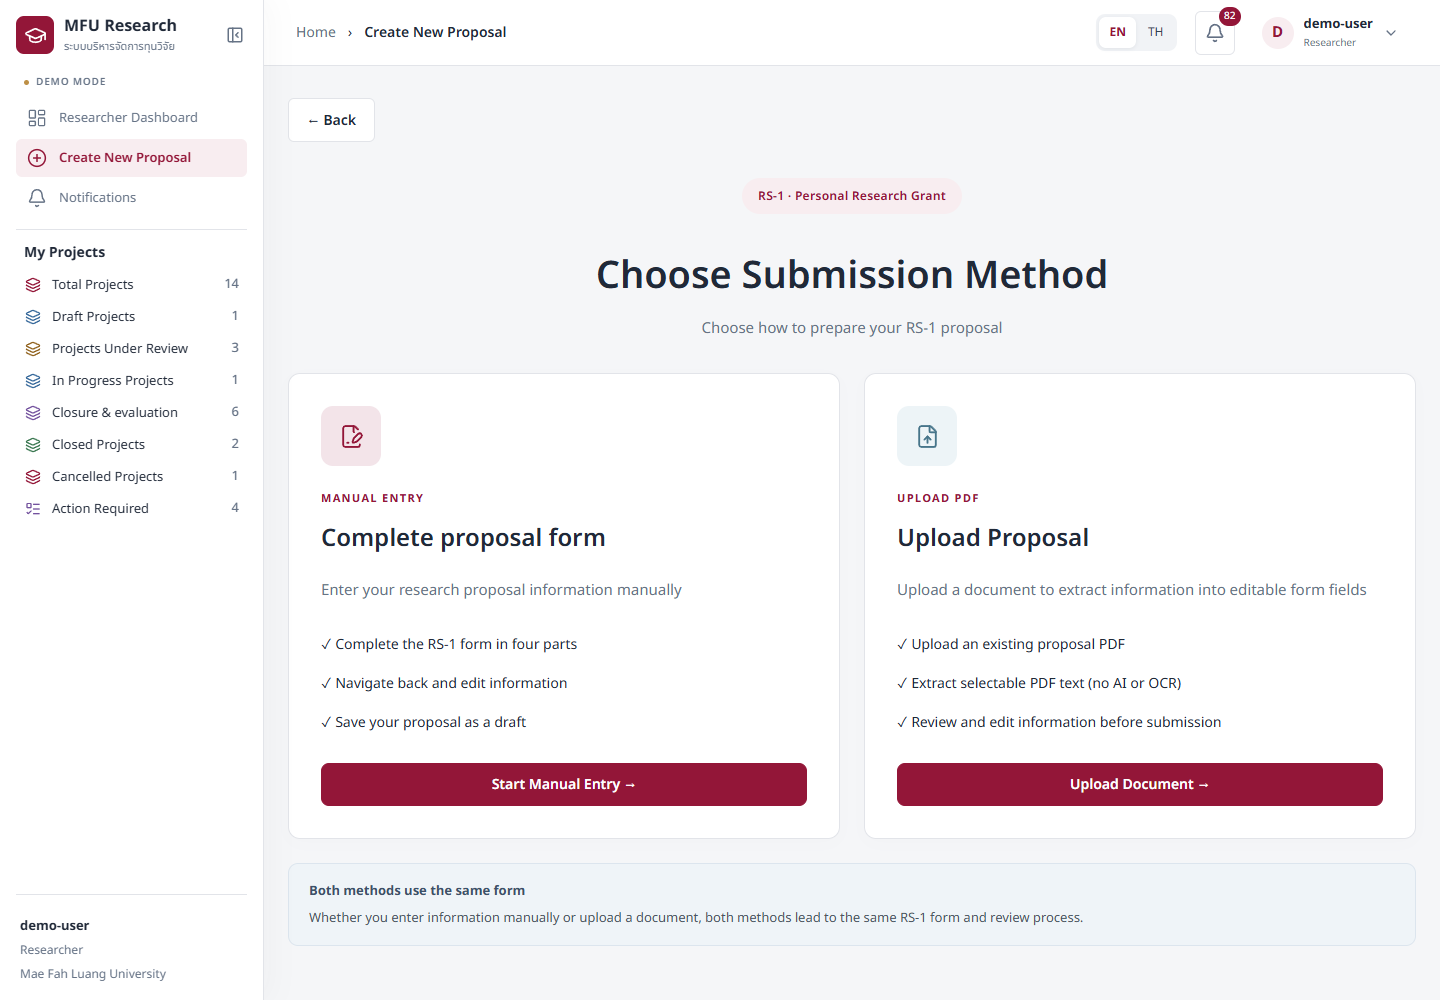 MFU Research
ระบบบริหารจัดการทุนวิจัย
DEMO MODE
Researcher Dashboard
Create New Proposal
Notifications
My Projects
Total Projects 14
Draft Projects 1
Projects Under Review 3
In Progress Projects 1
Closure & evaluation 6
Closed Projects 2
Cancelled Projects 1
Action Required 4
demo-user
Researcher
Mae Fah Luang University
Home › Create New Proposal
EN TH
82
D
demo-user
Researcher
← Back
RS-1 · Personal Research Grant
Choose Submission Method
Choose how to prepare your RS-1 proposal
MANUAL ENTRY
Complete proposal form
Enter your research proposal information manually
✓ Complete the RS-1 form in four parts
✓ Navigate back and edit information
✓ Save your proposal as a draft
Start Manual Entry →
UPLOAD PDF
Upload Proposal
Upload a document to extract information into editable form fields
✓ Upload an existing proposal PDF
✓ Extract selectable PDF text (no AI or OCR)
✓ Review and edit information before submission
Upload Document →
Both methods use the same form
Whether you enter information manually or upload a document, both methods lead to the same RS-1 form and review process.